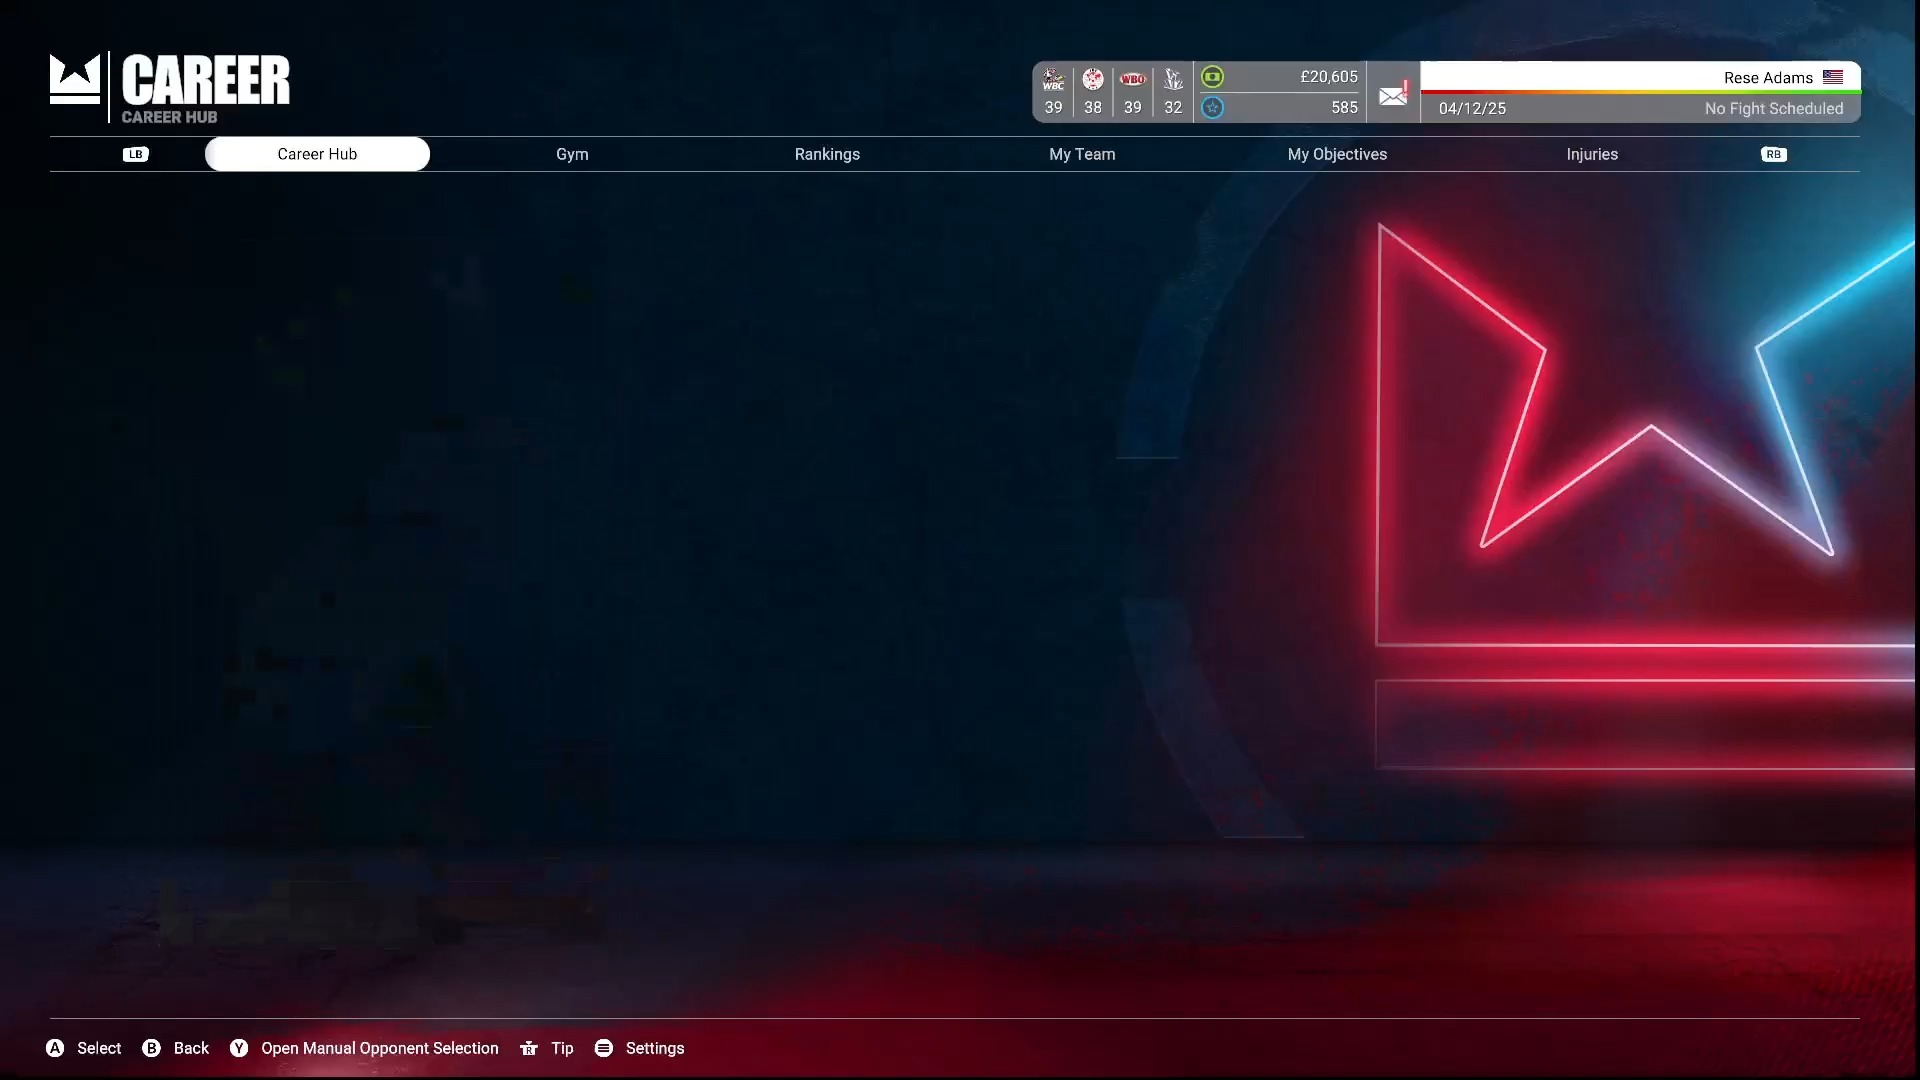 CAREER
CAREER HUB
WBC
WBO
£20,605
Rese Adams
39
38
39
32
585
04/12/25
No Fight Scheduled
LB
Career Hub
Gym
Rankings
My Team
My Objectives
Injuries
RB
A Select
B Back
Y Open Manual Opponent Selection
R Tip
Settings